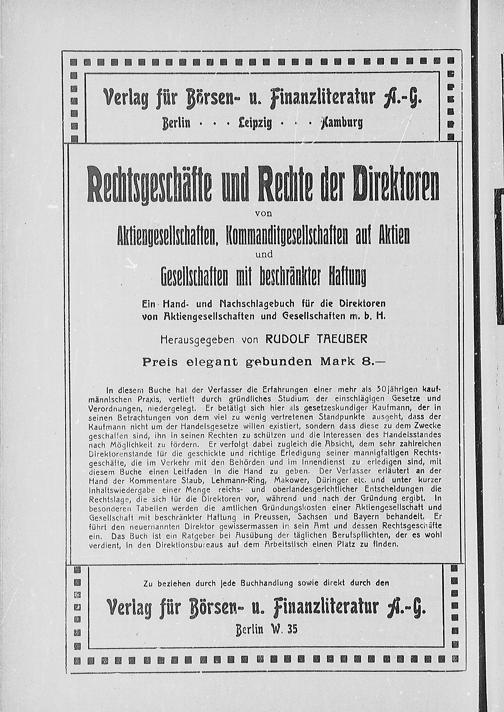 Verlag für Börsen- u. Finanzliteratur A.-G.
Berlin · · · Leipzig · · · Hamburg
Rechtsgeschäfte und Rechte der Direktoren
von
Aktiengesellschaften, Kommanditgesellschaften auf Aktien
und
Gesellschaften mit beschränkter Haftung
Ein Hand- und Nachschlagebuch für die Direktoren
von Aktiengesellschaften und Gesellschaften m. b. H.
Herausgegeben von RUDOLF TAEUBER
Preis elegant gebunden Mark 8.—
In diesem Buche hat der Verfasser die Erfahrungen einer mehr als 30jährigen kauf-
männischen Praxis, vertieft durch gründliches Studium der einschlägigen Gesetze und
Verordnungen, niedergelegt. Er betätigt sich hier als gesetzeskundiger Kaufmann, der in
seinen Betrachtungen von dem viel zu wenig vertretenen Standpunkte ausgeht, dass der
Kaufmann nicht um der Handelsgesetze willen existiert, sondern dass diese zu dem Zwecke
geschaffen sind, ihn in seinen Rechten zu schützen und die Interessen des Handelsstandes
nach Möglichkeit zu fördern. Er verfolgt dabei zugleich die Absicht, dem sehr zahlreichen
Direktorenstande für die geschickte und richtige Erledigung seiner mannigfaltigen Rechts-
geschäfte, die im Verkehr mit den Behörden und im Innendienst zu erledigen sind, mit
diesem Buche einen Leitfaden in die Hand zu geben. Der Verfasser erläutert an der
Hand der Kommentare Staub, Lehmann-Ring, Makower, Düringer etc. und unter kurzer
Inhaltswiedergabe einer Menge reichs- und oberlandesgerichtlicher Entscheidungen die
Rechtslage, die sich für die Direktoren vor, während und nach der Gründung ergibt. In
besonderen Tabellen werden die amtlichen Gründungskosten einer Aktiengesellschaft und
Gesellschaft mit beschränkter Haftung in Preussen, Sachsen und Bayern behandelt. Er
führt den neuernannten Direktor gewissermassen in sein Amt und dessen Rechtsgeschäfte
ein. Das Buch ist ein Ratgeber bei Ausübung der täglichen Berufspflichten, der es wohl
verdient, in den Direktionsbureaus auf dem Arbeitstisch einen Platz zu finden.
Zu beziehen durch jede Buchhandlung sowie direkt durch den
Verlag für Börsen- u. Finanzliteratur A.-G.
Berlin W. 35